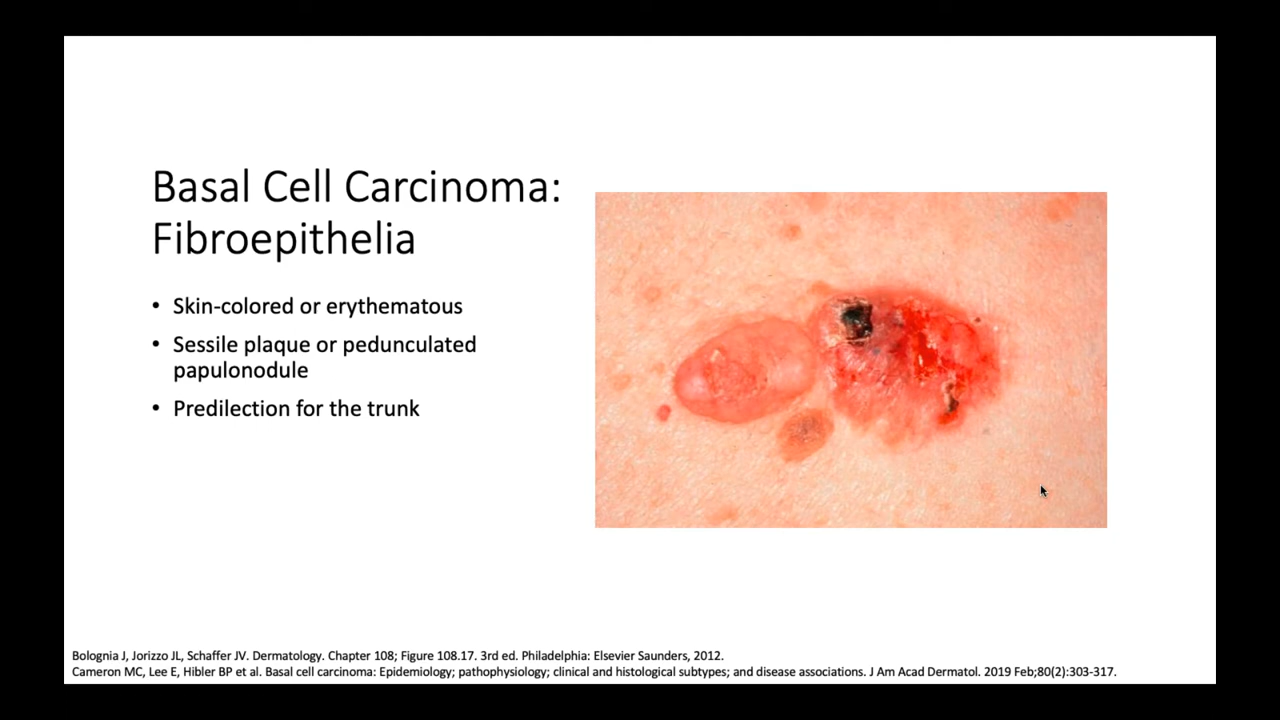 Basal Cell Carcinoma:
Fibroepithelia
• Skin-colored or erythematous
• Sessile plaque or pedunculated
papulonodule
• Predilection for the trunk
Bolognia J, Jorizzo JL, Schaffer JV. Dermatology. Chapter 108; Figure 108.17. 3rd ed. Philadelphia: Elsevier Saunders, 2012.
Cameron MC, Lee E, Hibler BP et al. Basal cell carcinoma: Epidemiology; pathophysiology; clinical and histological subtypes; and disease associations. J Am Acad Dermatol. 2019 Feb;80(2):303-317.